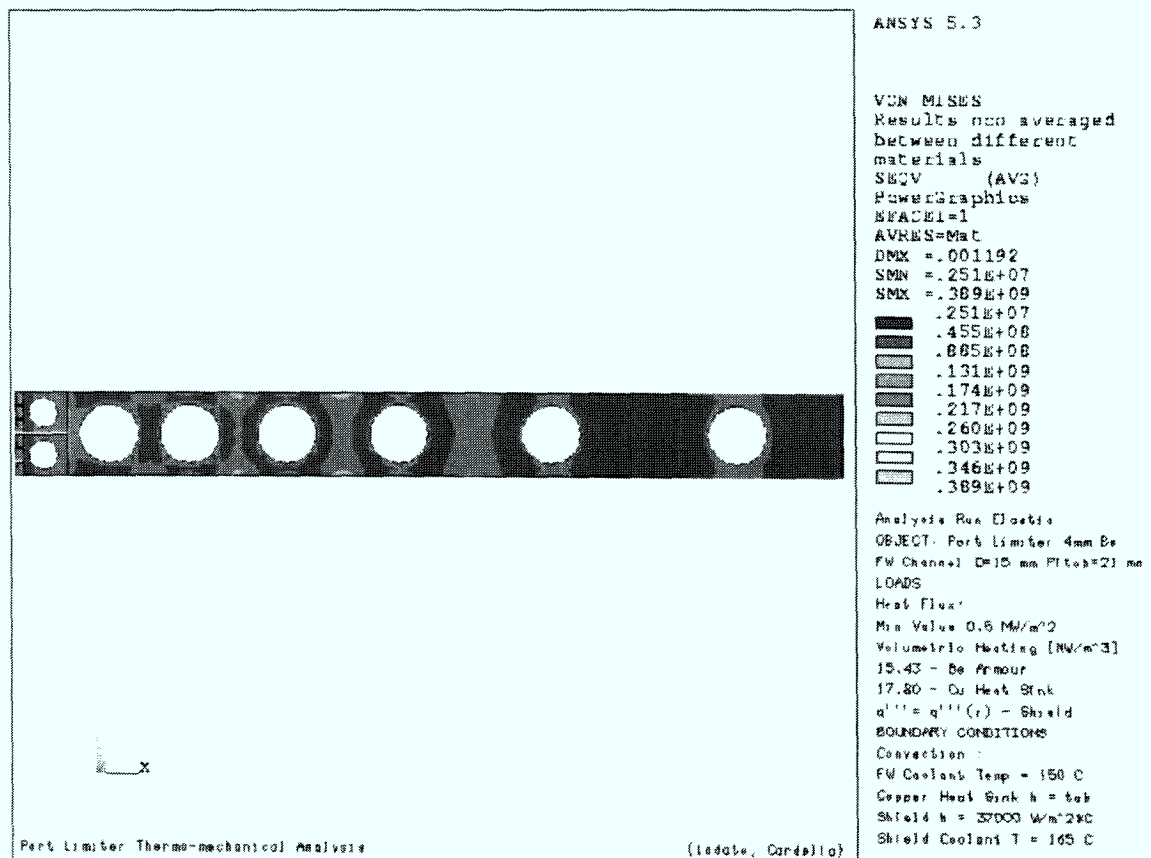 ANSYS 5.3
VON MISES
Results non averaged
between different
materials
SEQV (AVG)
PowerGraphics
EFACET=1
AVRES=Mat
DMX =.001192
SMN =.251E+07
SMX =.389E+09
.251E+07
.455E+08
.885E+08
.131E+09
.174E+09
.217E+09
.260E+09
.303E+09
.346E+09
.389E+09
Analysis Run Elastic
OBJECT: Port Limiter 4mm Be
FW Channel D=15 mm Pitch=21 mm
LOADS
Heat Flux:
Min Value 0.5 MW/m^2
Volumetric Heating [MW/m^3]
15.43 - Be Armour
17.80 - Cu Heat Sink
q'''= q'''(r) - Shield
BOUNDARY CONDITIONS
Convection :
FW Coolant Temp = 150 C
Copper Heat Sink h = tab
Shield h = 37000 W/m^2KC
Shield Coolant T = 165 C
X
Port Limiter Thermo-mechanical Analysis
(Lodato, Cardella)